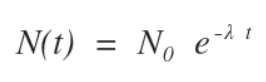 N(t) = N₀ e^{-λ t}